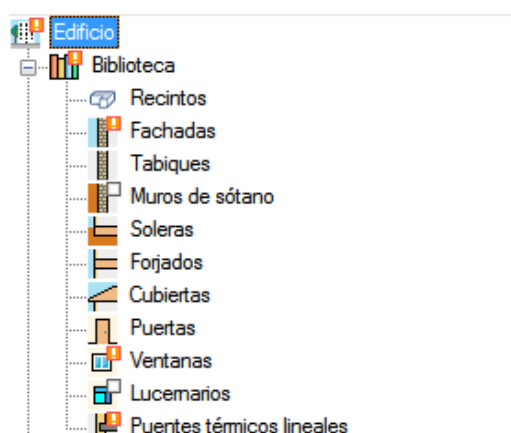 Edificio
Biblioteca
Recintos
Fachadas
Tabiques
Muros de sótano
Soleras
Forjados
Cubiertas
Puertas
Ventanas
Lucernarios
Puentes térmicos lineales